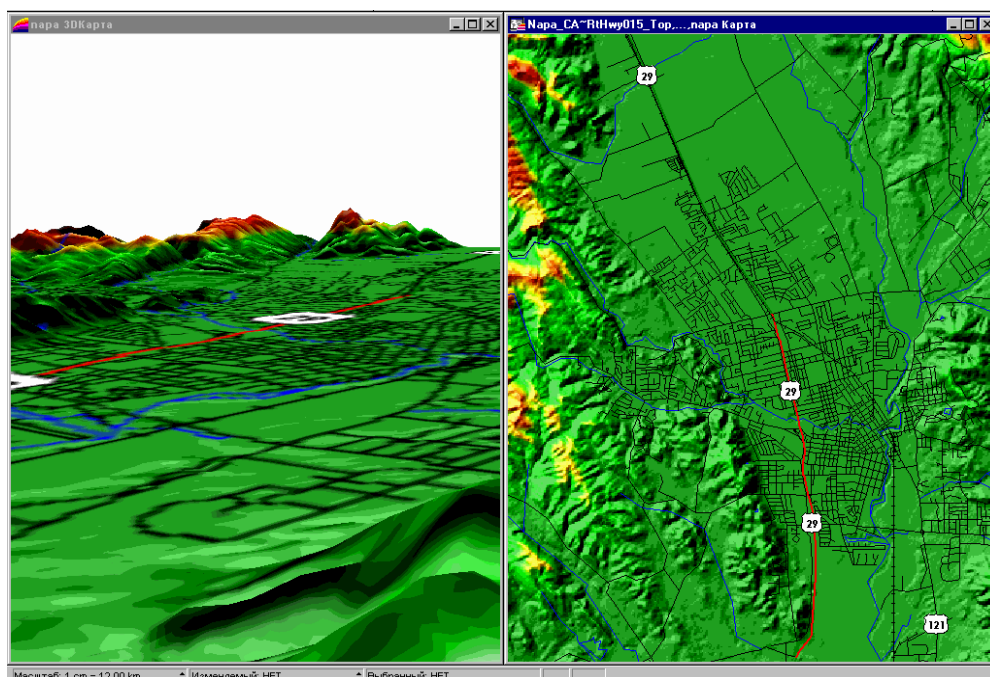 napa 3DКарта
Napa_CA~RtHwy015_Top,...,napa Карта
29
29
29
121
Масштаб: 1 cm = 12,00 km
Изменяемый: НЕТ
Выбранный: НЕТ